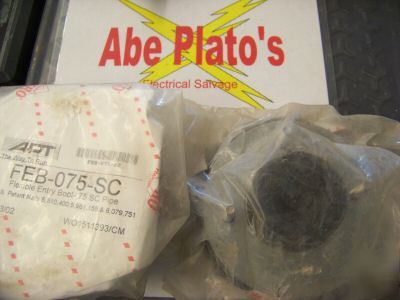 Abe Plato's
Electrical Salvage
APT
The Way To Run
FEB-075-SC
Flexible Entry Boot-.75 SC Pipe
WO1511393/CM